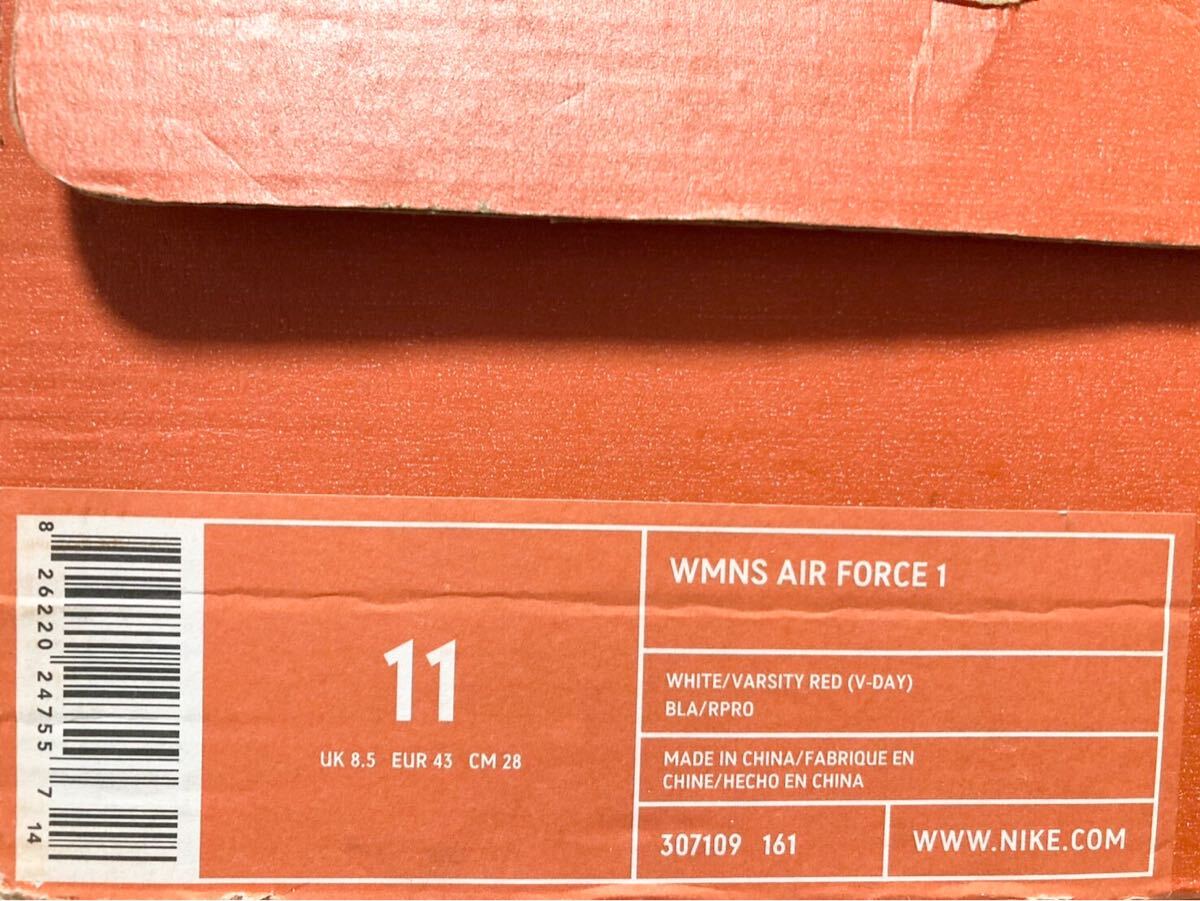 8 26220 24755 7
14
11
UK 8.5 EUR 43 CM 28
WMNS AIR FORCE 1
WHITE/VARSITY RED (V-DAY)
BLA/RPRO
MADE IN CHINA/FABRIQUE EN
CHINE/HECHO EN CHINA
307109 161
WWW.NIKE.COM